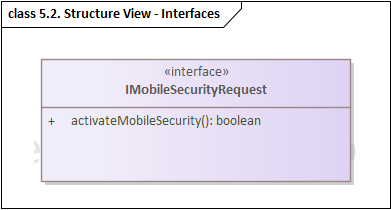 class 5.2. Structure View - Interfaces
«interface»
IMobileSecurityRequest
+ activateMobileSecurity(): boolean